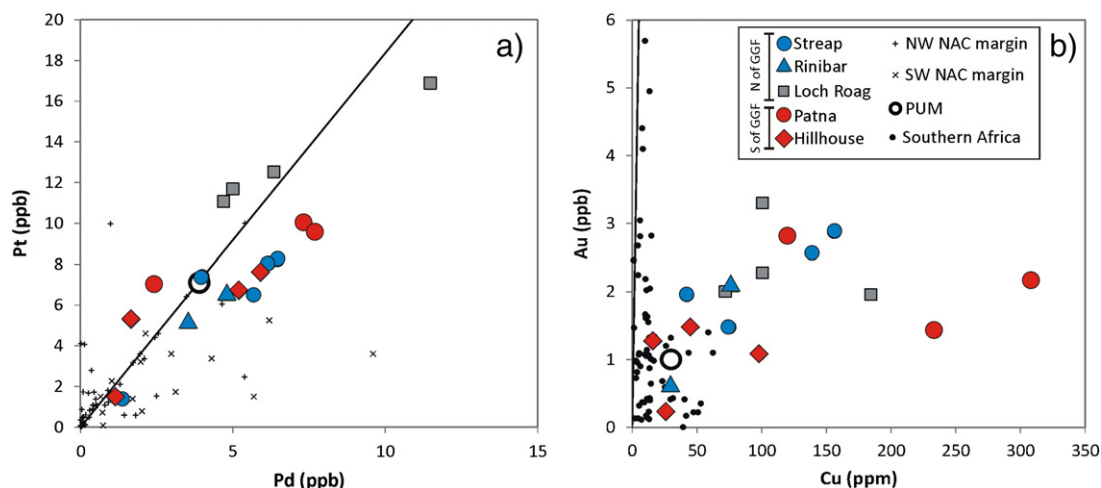 a)
Pt (ppb)
20
18
16
14
12
10
8
6
4
2
0
0 5 10 15
Pd (ppb)
b)
Au (ppb)
6
5
4
3
2
1
0
0 50 100 150 200 250 300 350
Cu (ppm)
N of GGF
Streap
Rinibar
Loch Roag
S of GGF
Patna
Hillhouse
NW NAC margin
SW NAC margin
PUM
Southern Africa